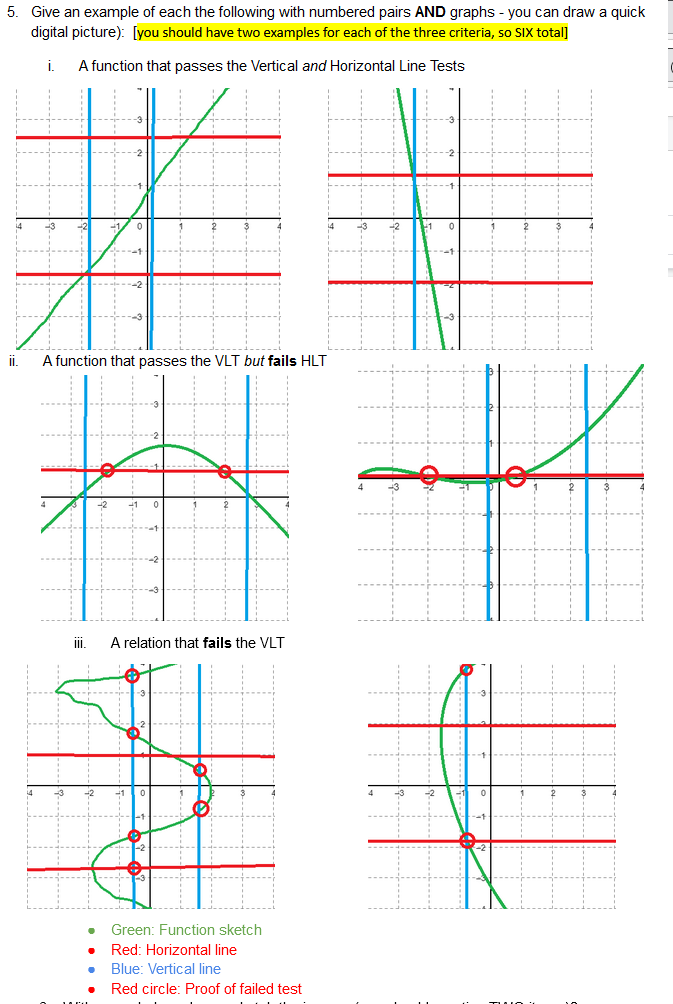 5. Give an example of each the following with numbered pairs AND graphs - you can draw a quick
digital picture): [you should have two examples for each of the three criteria, so SIX total]
i. A function that passes the Vertical and Horizontal Line Tests
ii. A function that passes the VLT but fails HLT
iii. A relation that fails the VLT
Green: Function sketch
Red: Horizontal line
Blue: Vertical line
Red circle: Proof of failed test